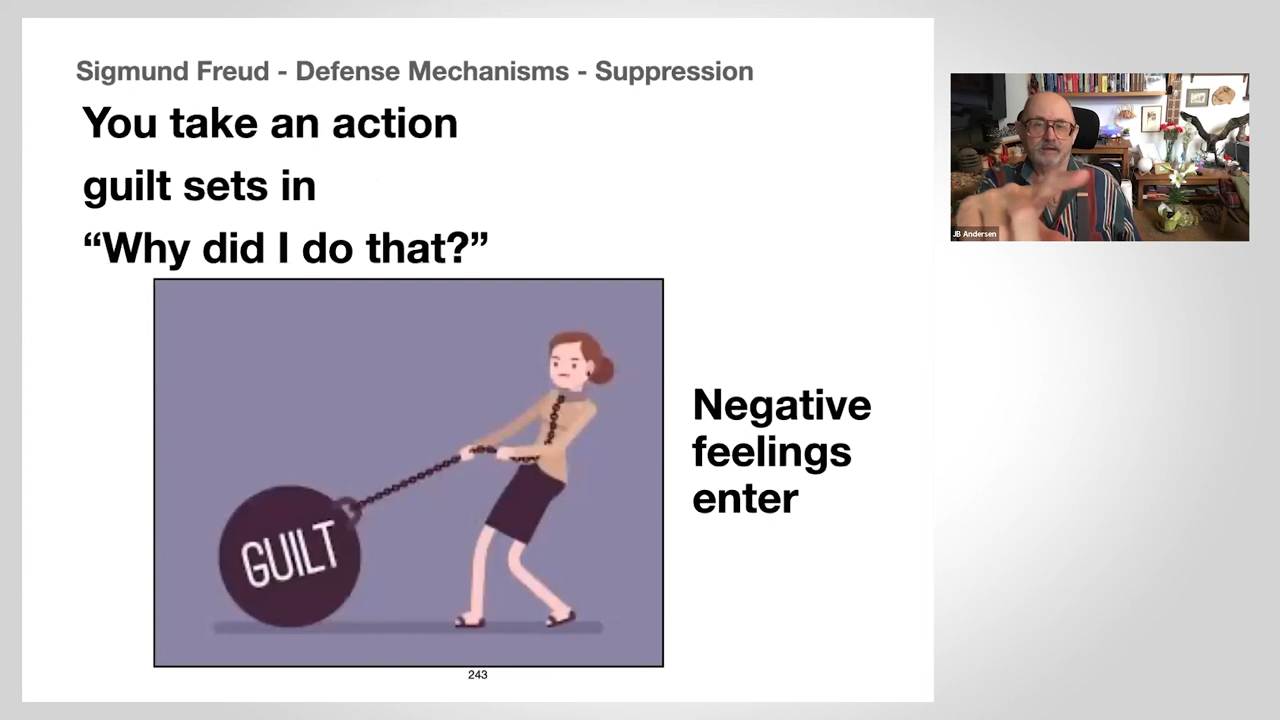 Sigmund Freud - Defense Mechanisms - Suppression
You take an action
guilt sets in
“Why did I do that?”
GUILT
Negative
feelings
enter
243
JB Andersen